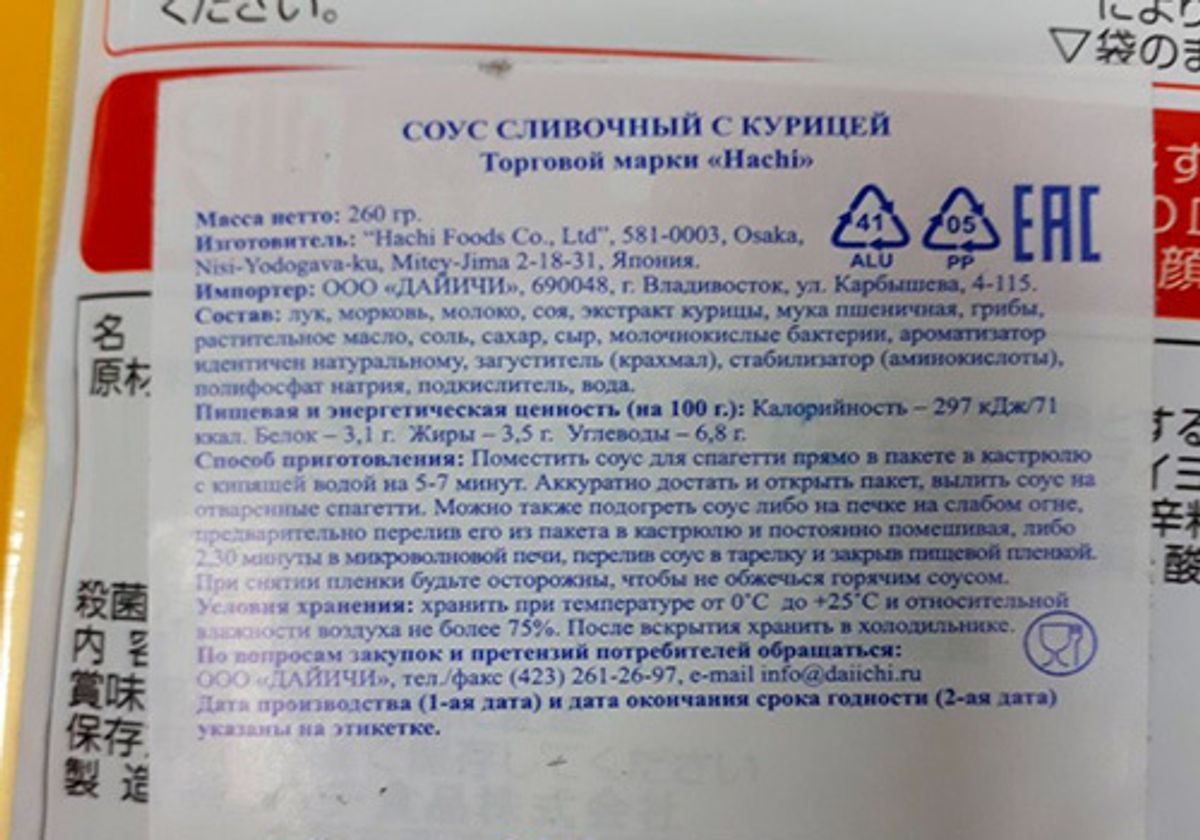 ください。
により
▽袋のま
СОУС СЛИВОЧНЫЙ С КУРИЦЕЙ
Торговой марки «Hachi»
Масса нетто: 260 гр.
Изготовитель: “Hachi Foods Co., Ltd”, 581-0003, Osaka,
Nisi-Yodogava-ku, Mitey-Jima 2-18-31, Япония.
41
ALU
05
PP
EAC
Импортер: ООО «ДАЙИЧИ», 690048, г. Владивосток, ул. Карбышева, 4-115.
Состав: лук, морковь, молоко, соя, экстракт курицы, мука пшеничная, грибы,
растительное масло, соль, сахар, сыр, молочнокислые бактерии, ароматизатор
идентичен натуральному, загуститель (крахмал), стабилизатор (аминокислоты),
полифосфат натрия, подкислитель, вода.
Пищевая и энергетическая ценность (на 100 г.): Калорийность – 297 кДж/71
ккал. Белок – 3,1 г. Жиры – 3,5 г. Углеводы – 6,8 г.
Способ приготовления: Поместить соус для спагетти прямо в пакете в кастрюлю
с кипящей водой на 5-7 минут. Аккуратно достать и открыть пакет, вылить соус на
отваренные спагетти. Можно также подогреть соус либо на печке на слабом огне,
предварительно перелив его из пакета в кастрюлю и постоянно помешивая, либо
2,30 минуты в микроволновой печи, перелив соус в тарелку и закрыв пищевой пленкой.
При снятии пленки будьте осторожны, чтобы не обжечься горячим соусом.
Условия хранения: хранить при температуре от 0˚С до +25˚С и относительной
влажности воздуха не более 75%. После вскрытия хранить в холодильнике.
По вопросам закупок и претензий потребителей обращаться:
ООО «ДАЙИЧИ», тел./факс (423) 261-26-97, e-mail info@daiichi.ru
Дата производства (1-ая дата) и дата окончания срока годности (2-ая дата)
указаны на этикетке.
名
原材
殺菌
内 容
賞味
保存
製 造
す
顔
する
イヨ
辛
酸